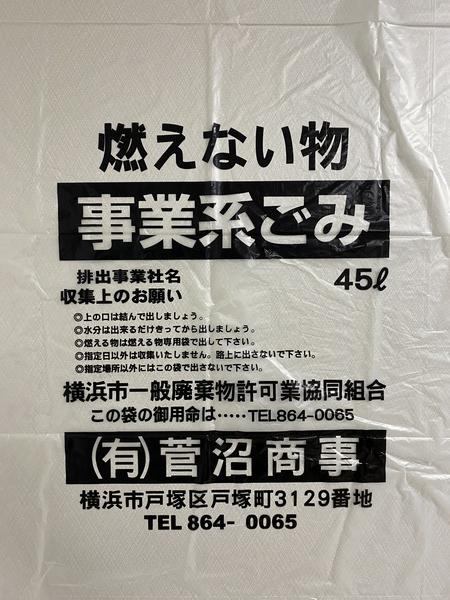 燃えない物
事業系ごみ
排出事業社名
45ℓ
収集上のお願い
◎上の口は結んで出しましょう。
◎水分は出来るだけきってから出しましょう。
◎燃える物は燃える物専用袋で出して下さい。
◎指定日以外は収集いたしません。路上に出さないで下さい。
◎指定場所以外にはこの袋で出さないで下さい。
横浜市一般廃棄物許可業協同組合
この袋の御用命は‥‥‥TEL864-0065
(有)菅沼商事
横浜市戸塚区戸塚町3129番地
TEL 864- 0065